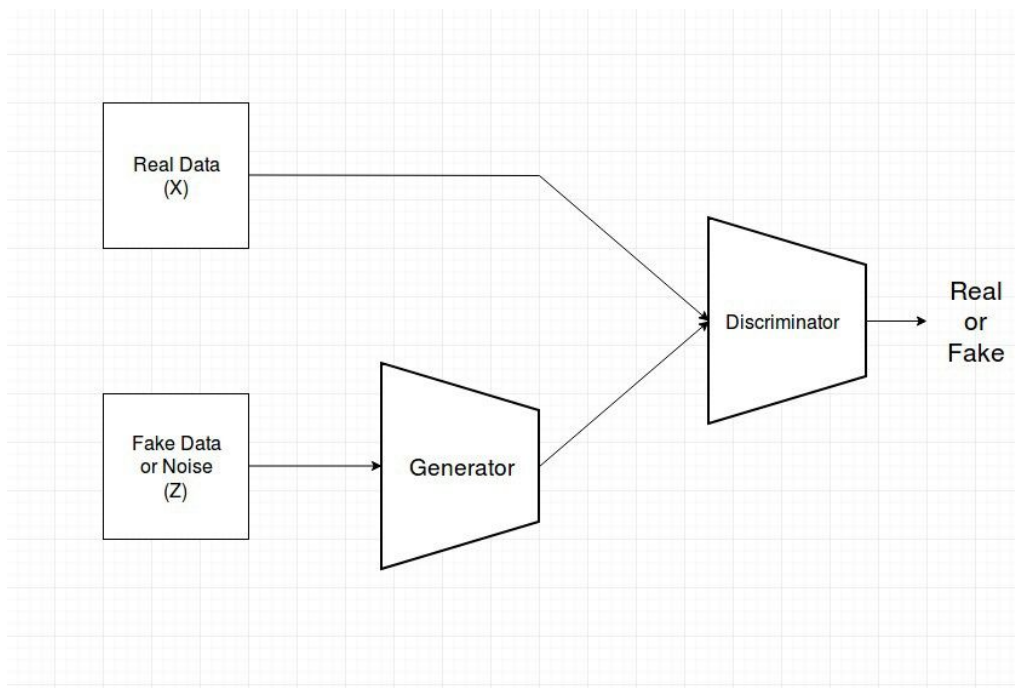 Real Data
(X)
Fake Data
or Noise
(Z)
Generator
Discriminator
Real
or
Fake